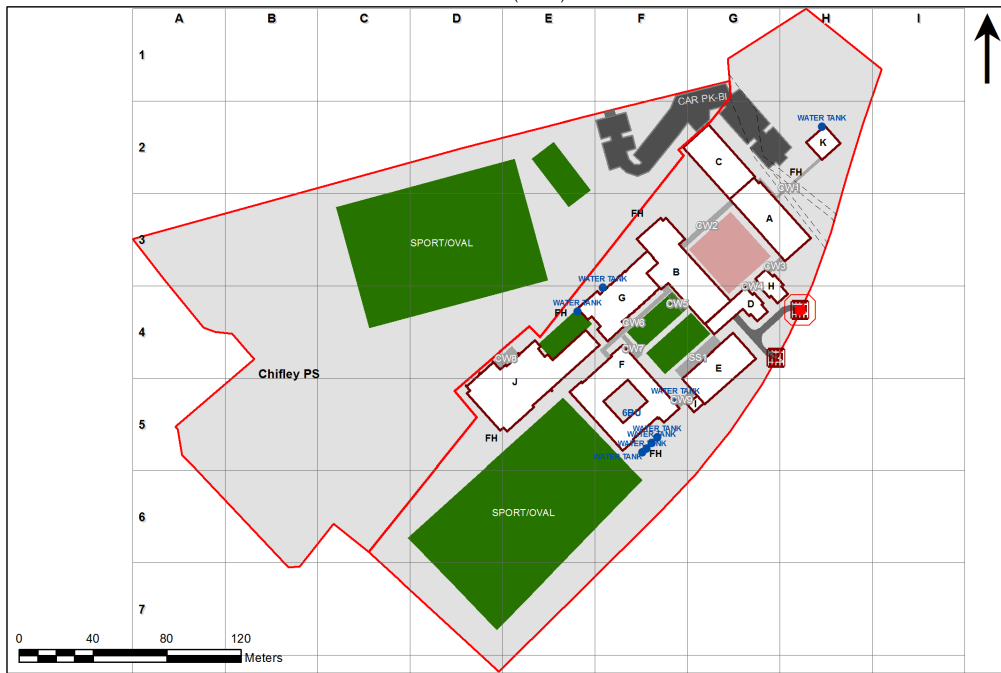 A B C D E F G H I
1
CAR PK-BI
WATER TANK
2
K
C
FH
CW1
FH
A
CW2
3
SPORT/OVAL
B
CW3
WATER TANK
CW4
H
G
WATER TANK
CW5
D
FH
CW6
4
CW7
SS1
CW8
F
E
Chifley PS
J
WATER TANK
CW9
I
5
WATER TANK
WATER TANK
FH
WATER TANK
FH
WATER TANK
SPORT/OVAL
6
7
0 40 80 120
Meters